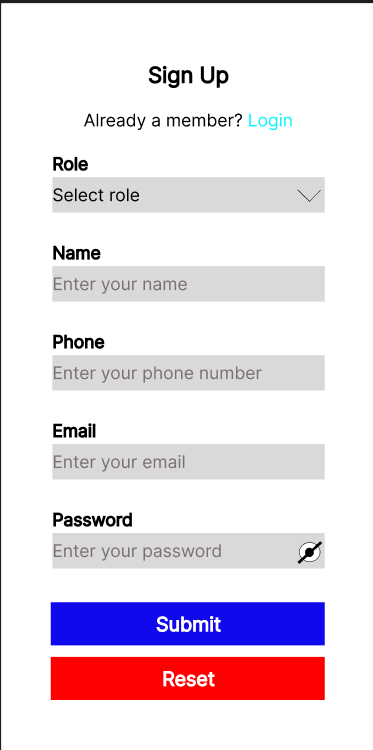 Sign Up
Already a member? Login
Role
Select role
Name
Enter your name
Phone
Enter your phone number
Email
Enter your email
Password
Enter your password
Submit
Reset